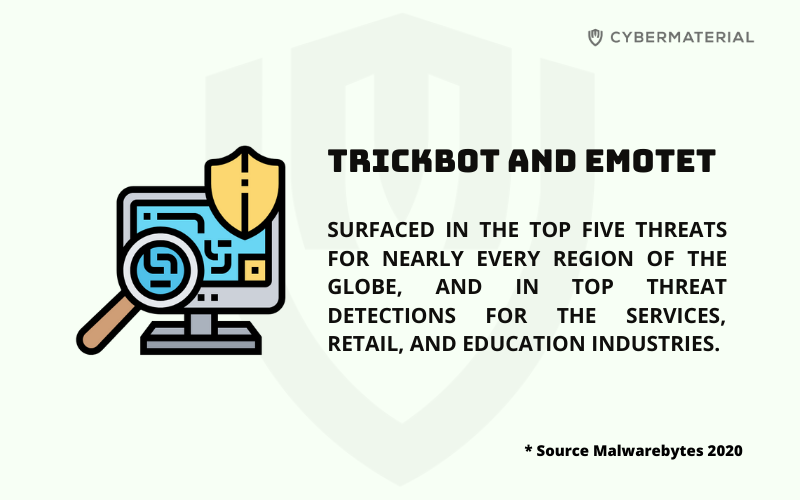 CYBERMATERIAL
TRICKBOT AND EMOTET
SURFACED IN THE TOP FIVE THREATS
FOR NEARLY EVERY REGION OF THE
GLOBE, AND IN TOP THREAT
DETECTIONS FOR THE SERVICES,
RETAIL, AND EDUCATION INDUSTRIES.
* Source Malwarebytes 2020